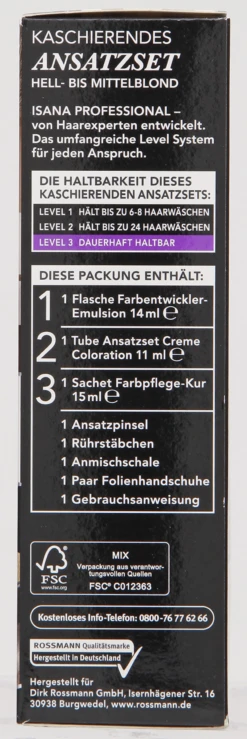 KASCHIERENDES
ANSATZSET
HELL- BIS MITTELBLOND
ISANA PROFESSIONAL –
von Haarexperten entwickelt.
Das umfangreiche Level System
für jeden Anspruch.
DIE HALTBARKEIT DIESES
KASCHIERENDEN ANSATZSETS:
LEVEL 1 HÄLT BIS ZU 6-8 HAARWÄSCHEN
LEVEL 2 HÄLT BIS ZU 24 HAARWÄSCHEN
LEVEL 3 DAUERHAFT HALTBAR
DIESE PACKUNG ENTHÄLT:
1 1 Flasche Farbentwickler-
Emulsion 14 ml ℮
2 1 Tube Ansatzset Creme
Coloration 11 ml ℮
3 1 Sachet Farbpflege-Kur
15 ml ℮
1 Ansatzpinsel
1 Rührstäbchen
1 Anmischschale
1 Paar Folienhandschuhe
1 Gebrauchsanweisung
FSC
www.fsc.org
MIX
Verpackung aus verantwor-
tungsvollen Quellen
FSC® C012363
Kostenloses Info-Telefon: 0800-76 77 62 66
ROSSMANN Qualitätsmarke
Hergestellt in Deutschland
Hergestellt für
Dirk Rossmann GmbH, Isernhägener Str. 16
30938 Burgwedel, www.rossmann.de